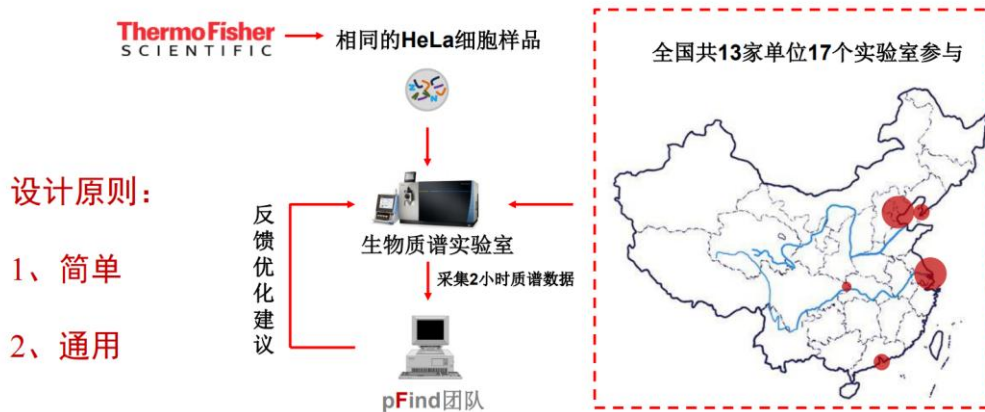 ThermoFisher
SCIENTIFIC
相同的HeLa细胞样品
全国共13家单位17个实验室参与
设计原则：
1、简单
2、通用
反馈优化建议
生物质谱实验室
采集2小时质谱数据
pFind团队